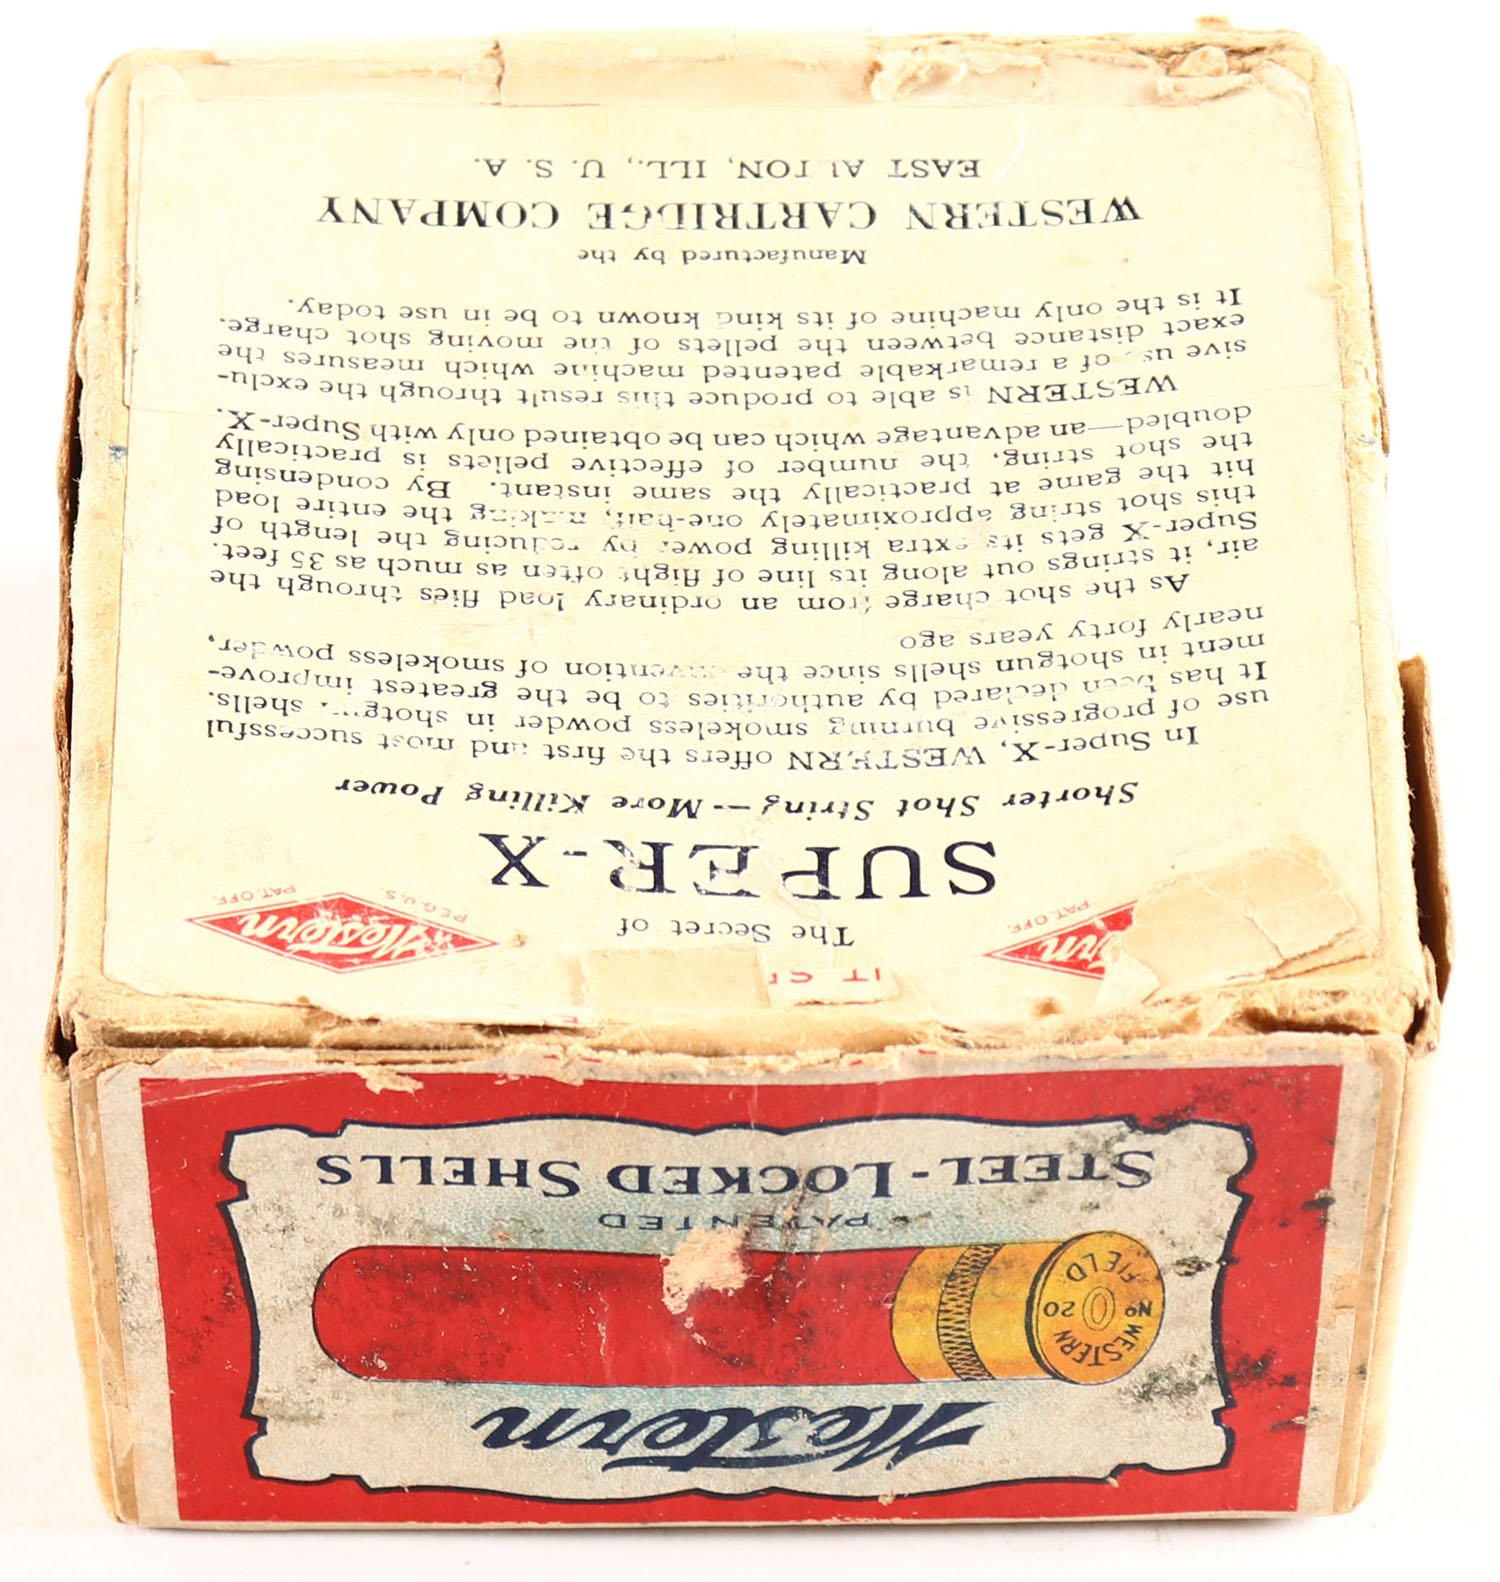 Western
REG. U.S.
PAT. OFF.
PAT. OFF.
IT
The Secret of
SUPER-X
Shorter Shot String—More Killing Power
In Super-X, WESTERN offers the first and most successful
use of progressive burning smokeless powder in shotgun shells.
It has been declared by authorities to be the greatest improve-
ment in shotgun shells since the invention of smokeless powder,
nearly forty years ago
As the shot charge from an ordinary load flies through the
air, it strings out along its line of flight often as much as 35 feet.
Super-X gets its extra killing power by reducing the length of
this shot string approximately one-half, making the entire load
hit the game at practically the same instant. By condensing
the shot string, the number of effective pellets is practically
doubled—an advantage which can be obtained only with Super-X.
WESTERN is able to produce this result through the exclu-
sive use of a remarkable patented machine which measures the
exact distance between the pellets of the moving shot charge.
It is the only machine of its kind known to be in use today.
Manufactured by the
WESTERN CARTRIDGE COMPANY
EAST ALTON, ILL., U. S. A.
Western
WESTERN
No 20
FIELD
PATENTED
STEEL-LOCKED SHELLS